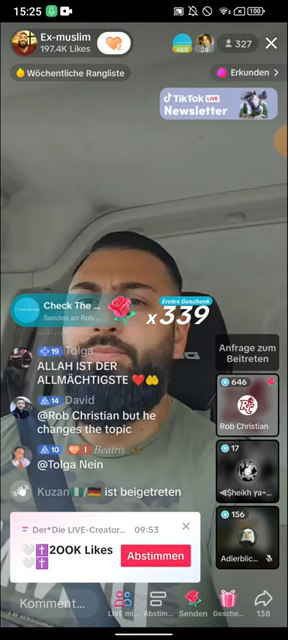 15:25
100
Ex-muslim
197.4K Likes
468
26
327
Wöchentliche Rangliste
Erkunden >
TikTok LIVE
Newsletter
Check The ...
Senden an Rob ...
Erstes Geschenk
x339
Anfrage zum
Beitreten
19 Tolga
ALLAH IST DER
ALLMÄCHTIGSTE ❤️🤲
14 David
@Rob Christian but he
changes the topic
10 I Beatris
@Tolga Nein
Kuzan 🇳🇬/🇩🇪 ist beigetreten
646
Rob Christian
17
156
Adlerblic...
Der*Die LIVE-Creator...
09:53
🤍✝️200K Likes
🤍✝️
Abstimmen
Komment...
LIVE mi...
Abstim...
Senden
Gesche...
138